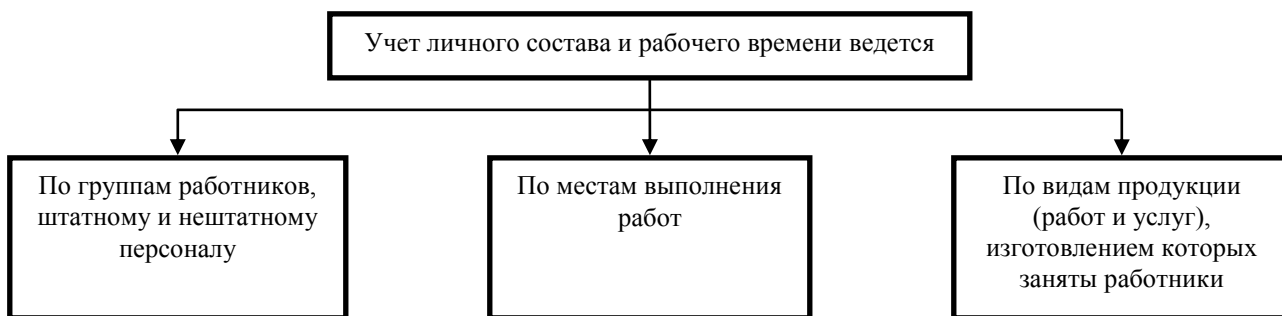 Учет личного состава и рабочего времени ведется
По группам работников,
штатному и нештатному
персоналу
По местам выполнения
работ
По видам продукции
(работ и услуг),
изготовлением которых
заняты работники